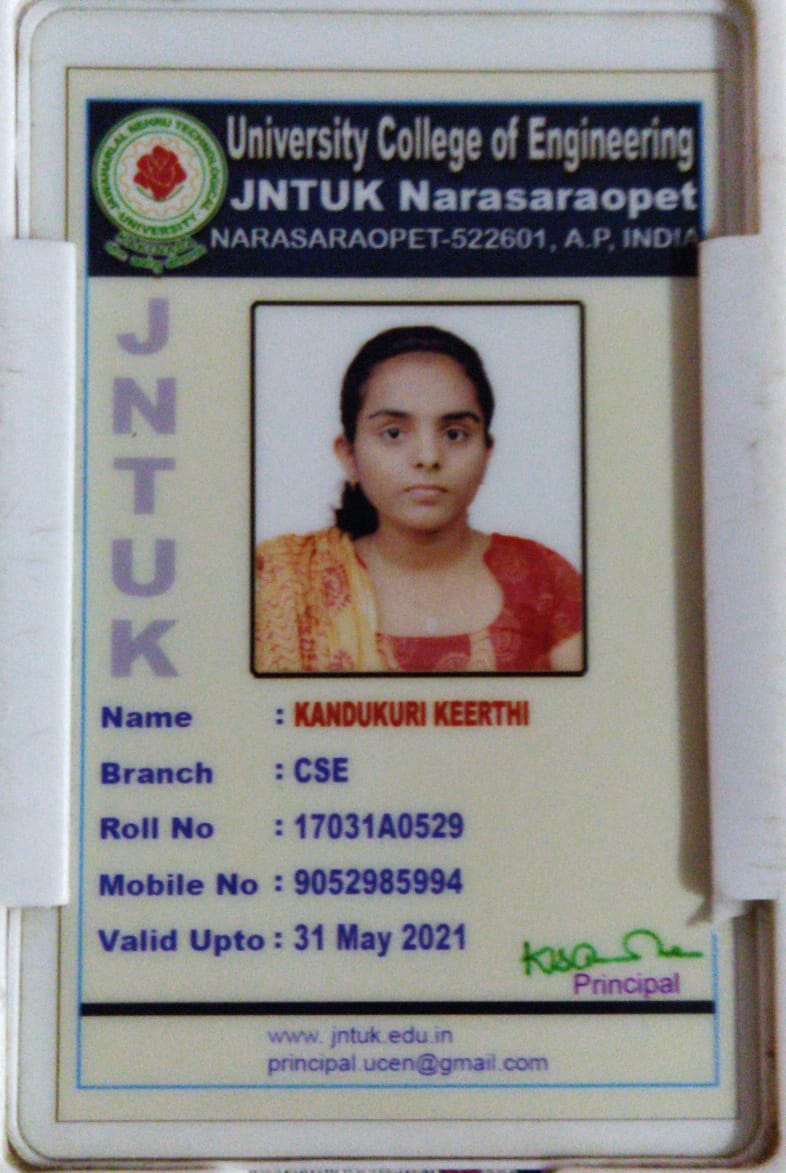 JAWAHARLAL NEHRU TECHNOLOGICAL
UNIVERSITY
University College of Engineering
JNTUK Narasaraopet
NARASARAOPET-522601, A.P, INDIA
JNTUK
Name : KANDUKURI KEERTHI
Branch : CSE
Roll No : 17031A0529
Mobile No : 9052985994
Valid Upto : 31 May 2021
Principal
www. jntuk.edu.in
principal.ucen@gmail.com